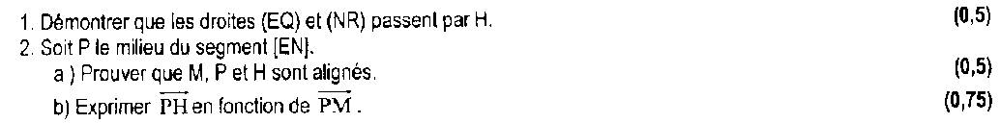 1. Démontrer que les droites (EQ) et (NR) passent par H. (0,5)
2. Soit P le milieu du segment [EN].
a ) Prouver que M, P et H sont alignés. (0,5)
b) Exprimer $\overrightarrow{PH}$ en fonction de $\overrightarrow{PM}$ . (0,75)